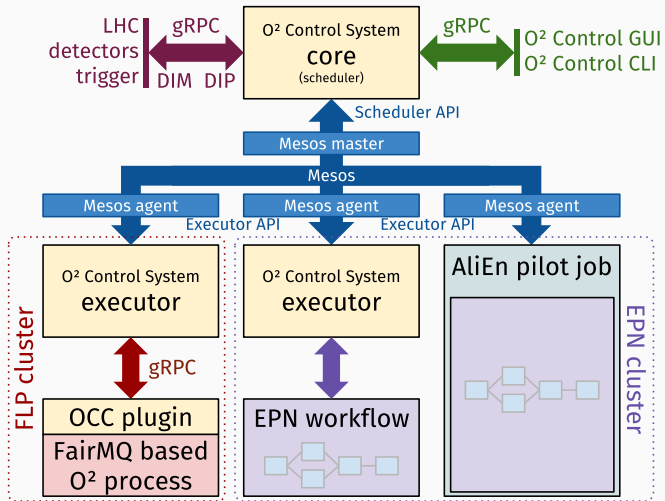 LHC
detectors
trigger
gRPC
DIM DIP
O² Control System
core
(scheduler)
gRPC
O² Control GUI
O² Control CLI
Scheduler API
Mesos master
Mesos
Mesos agent
Mesos agent
Mesos agent
Executor API
Executor API
O² Control System
executor
O² Control System
executor
AliEn pilot job
FLP cluster
gRPC
EPN cluster
OCC plugin
FairMQ based
O² process
EPN workflow